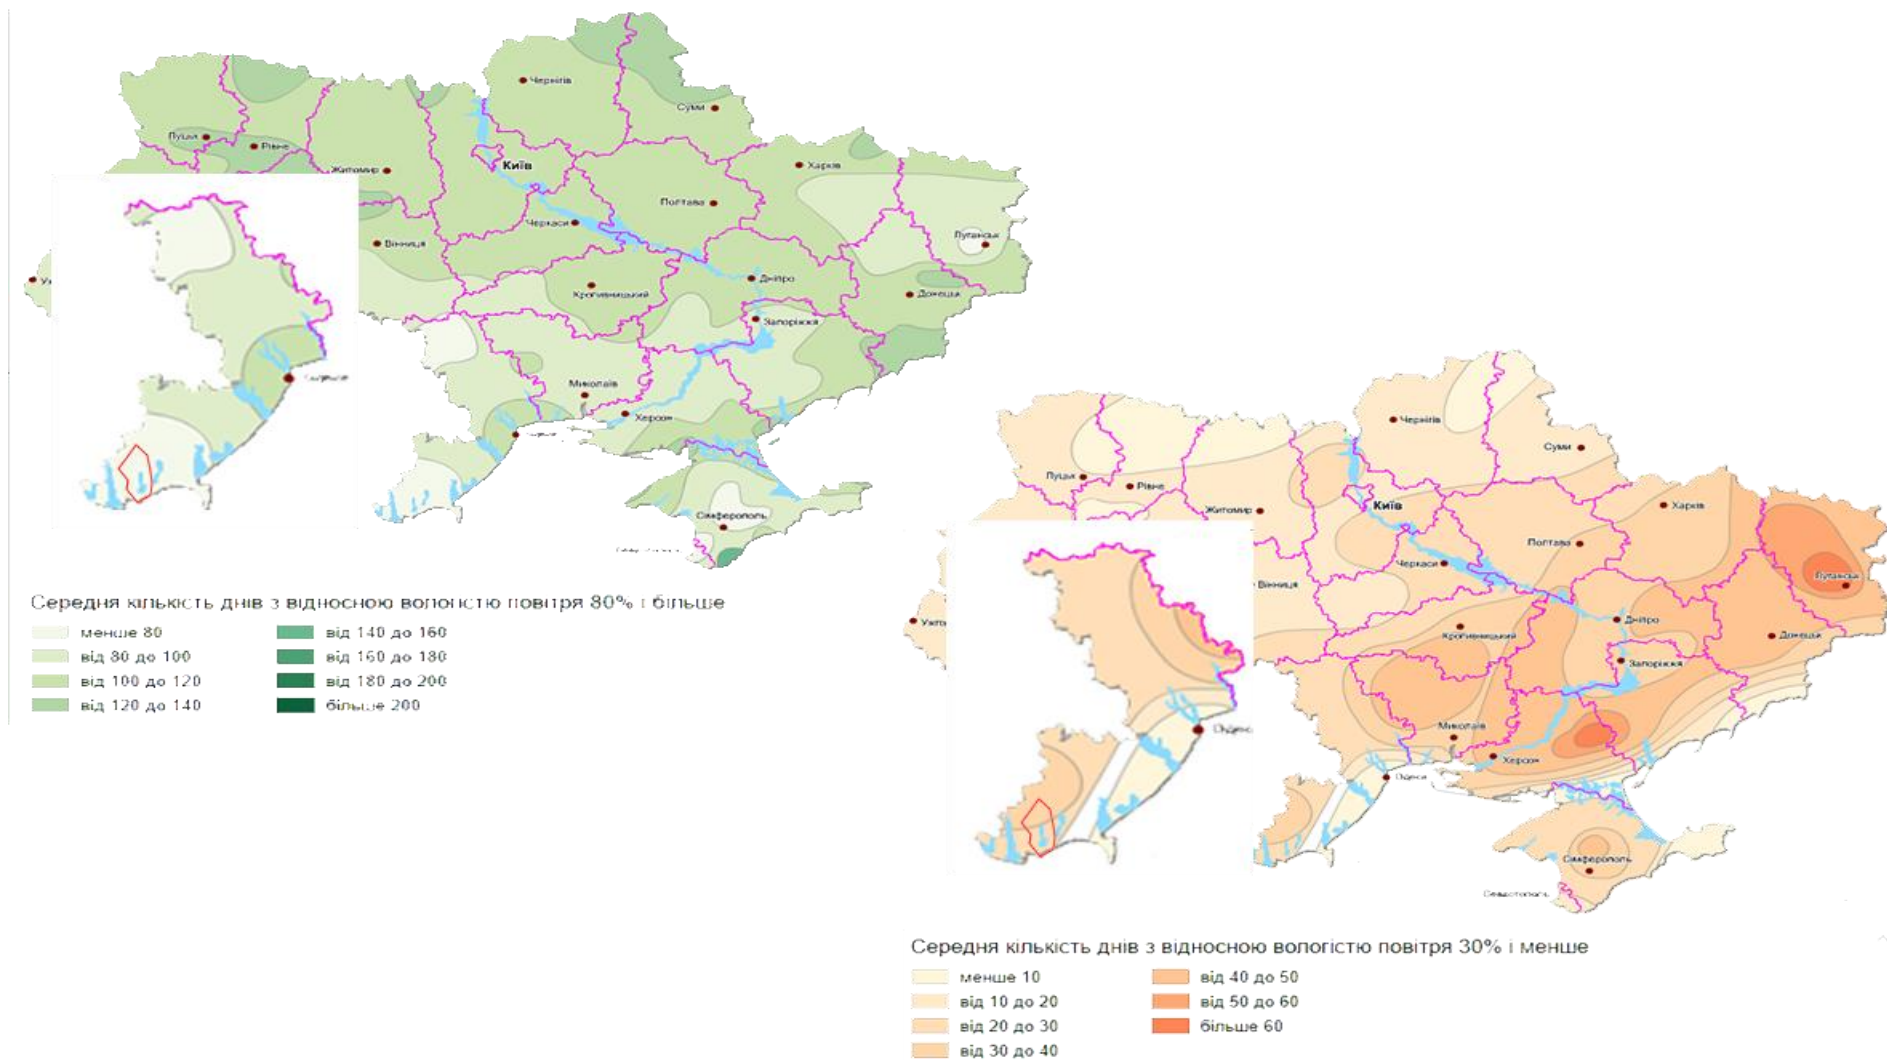 Чернігів
Суми
Луцьк
Рівне
Житомир
Київ
Харків
Полтава
Черкаси
Вінниця
Луганськ
Дніпро
Кропивницький
Донецьк
Запоріжжя
Миколаїв
Херсон
Сімферополь
Середня кількість днів з відносною вологістю повітря 80% і більше
менше 80
від 80 до 100
від 100 до 120
від 120 до 140
від 140 до 160
від 160 до 180
від 180 до 200
більше 200
Чернігів
Суми
Луцьк
Рівне
Житомир
Київ
Харків
Полтава
Черкаси
Вінниця
Луганськ
Ужго
Дніпро
Кропивницький
Донецьк
Запоріжжя
Миколаїв
Херсон
Одеса
Сімферополь
Севастополь
Середня кількість днів з відносною вологістю повітря 30% і менше
менше 10
від 10 до 20
від 20 до 30
від 30 до 40
від 40 до 50
від 50 до 60
більше 60